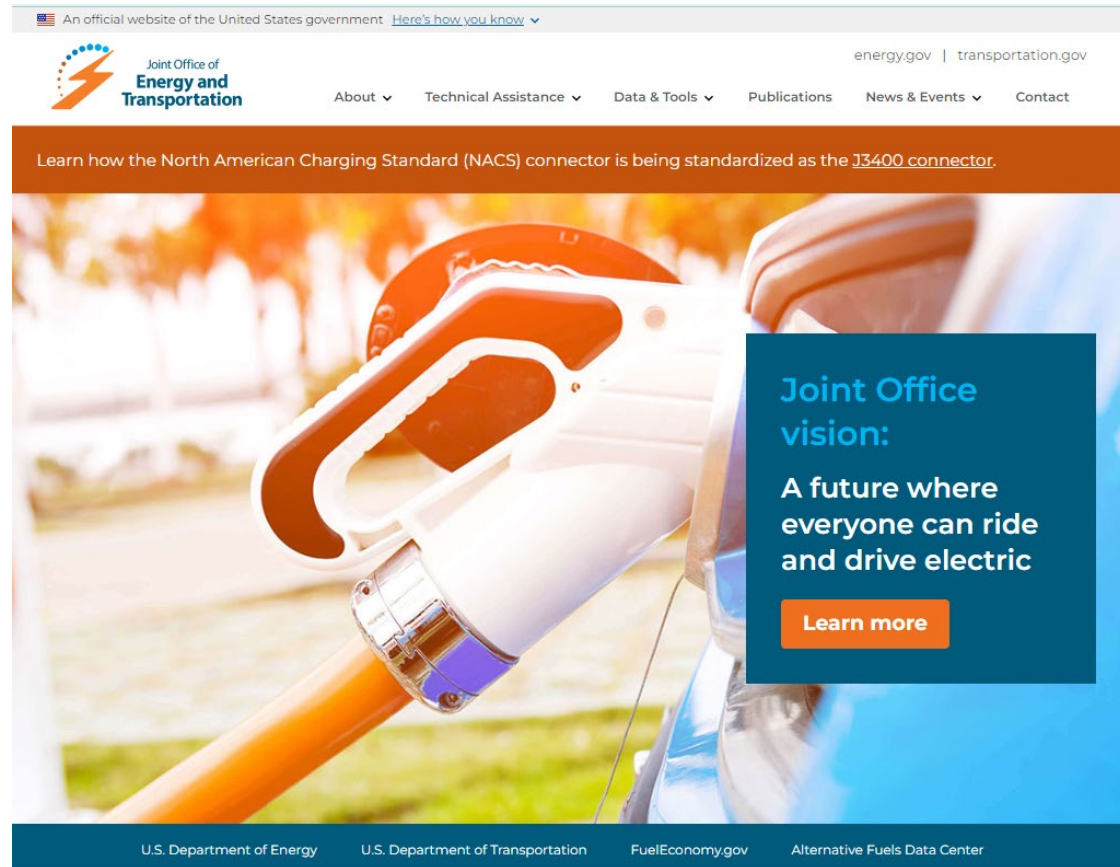 An official website of the United States government Here's how you know
energy.gov | transportation.gov
Joint Office of
Energy and
Transportation
About Technical Assistance Data & Tools Publications News & Events Contact
Learn how the North American Charging Standard (NACS) connector is being standardized as the J3400 connector.
Joint Office
vision:
A future where
everyone can ride
and drive electric
Learn more
U.S. Department of Energy U.S. Department of Transportation FuelEconomy.gov Alternative Fuels Data Center